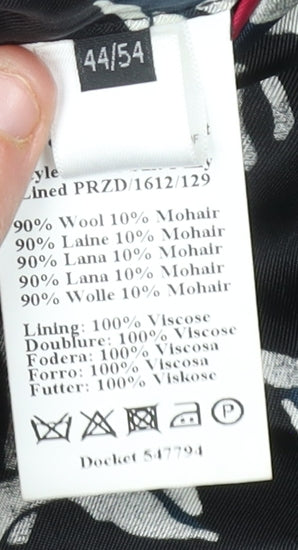 44/54
Lined PRZD/1612/129
90% Wool 10% Mohair
90% Laine 10% Mohair
90% Lana 10% Mohair
90% Lana 10% Mohair
90% Wolle 10% Mohair
Lining: 100% Viscose
Doublure: 100% Viscose
Fodera: 100% Viscosa
Forro: 100% Viscosa
Futter: 100% Viskose
P
Docket 547794